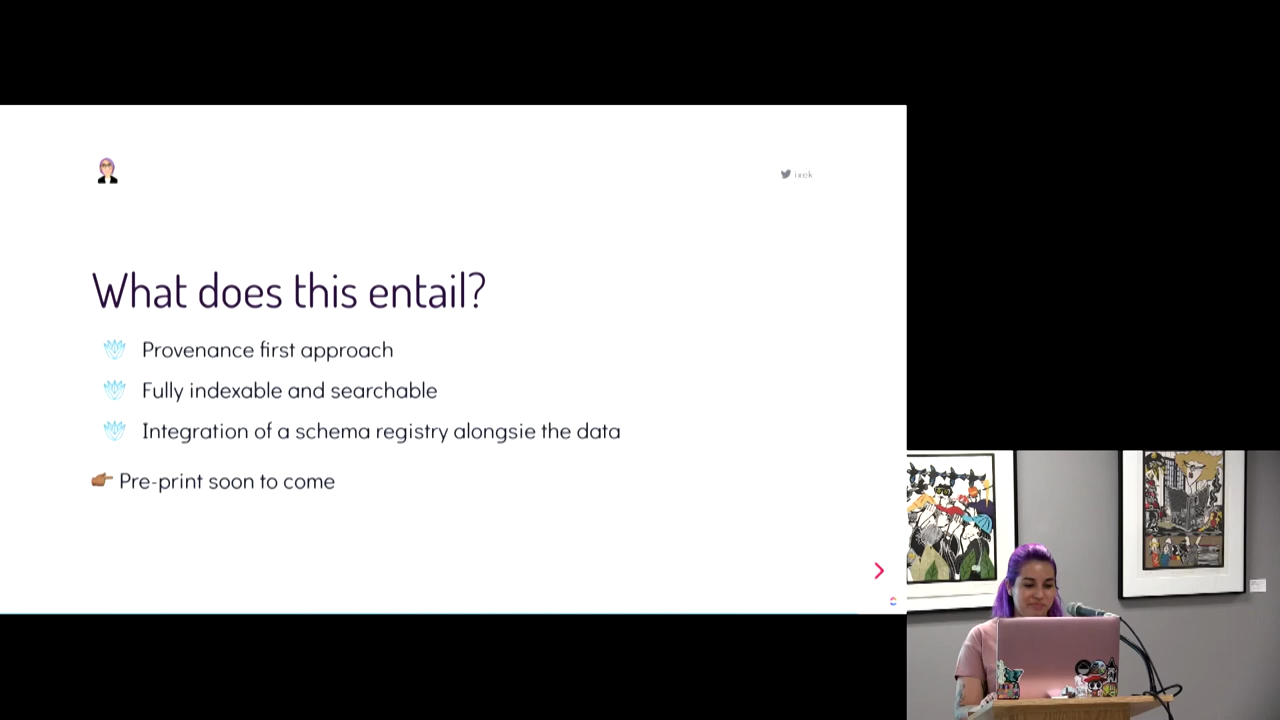 ixek
What does this entail?
Provenance first approach
Fully indexable and searchable
Integration of a schema registry alongsie the data
Pre-print soon to come